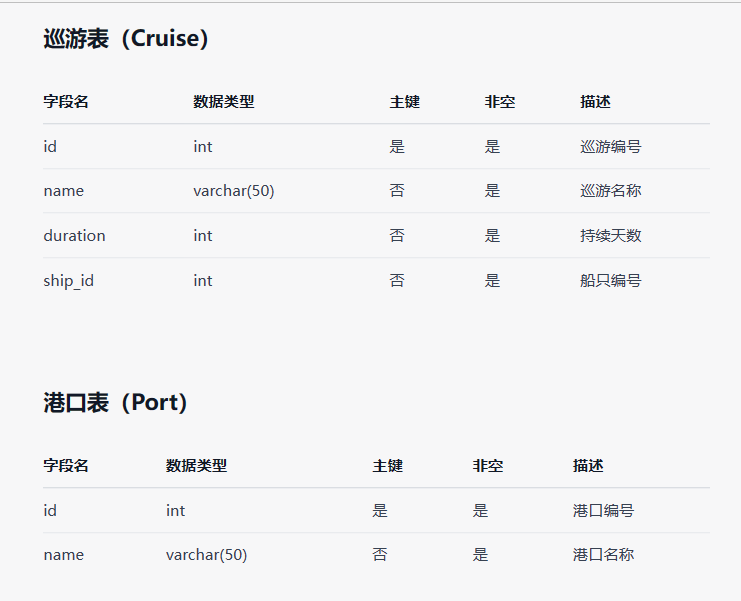 巡游表（Cruise）
字段名 数据类型 主键 非空 描述
id int 是 是 巡游编号
name varchar(50) 否 是 巡游名称
duration int 否 是 持续天数
ship_id int 否 是 船只编号
港口表（Port）
字段名 数据类型 主键 非空 描述
id int 是 是 港口编号
name varchar(50) 否 是 港口名称